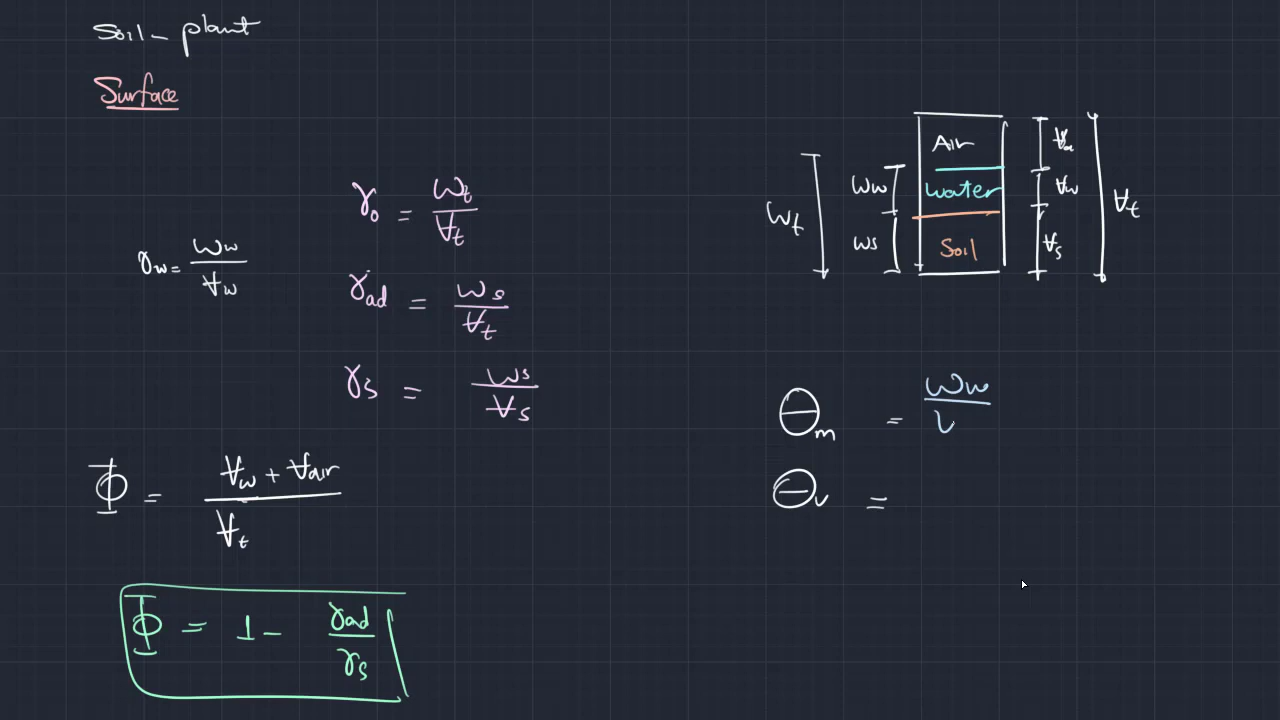 Soil - plant
Surface
γw = Ww / Vw
γo = Wt / Vt
γad = Ws / Vt
γs = Ws / Vs
Φ = Vw + Vair / Vt
Φ = 1 - γad / γs
Air
Va
Ww
water
Vw
Wt
Vt
Ws
Soil
Vs
θm = Ww /
θv =